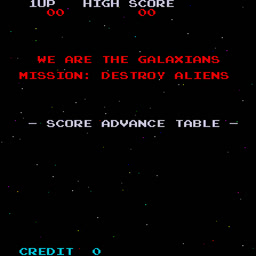 1UP HIGH SCORE
00 00
WE ARE THE GALAXIANS
MISSION: DESTROY ALIENS
- SCORE ADVANCE TABLE -
CREDIT 0